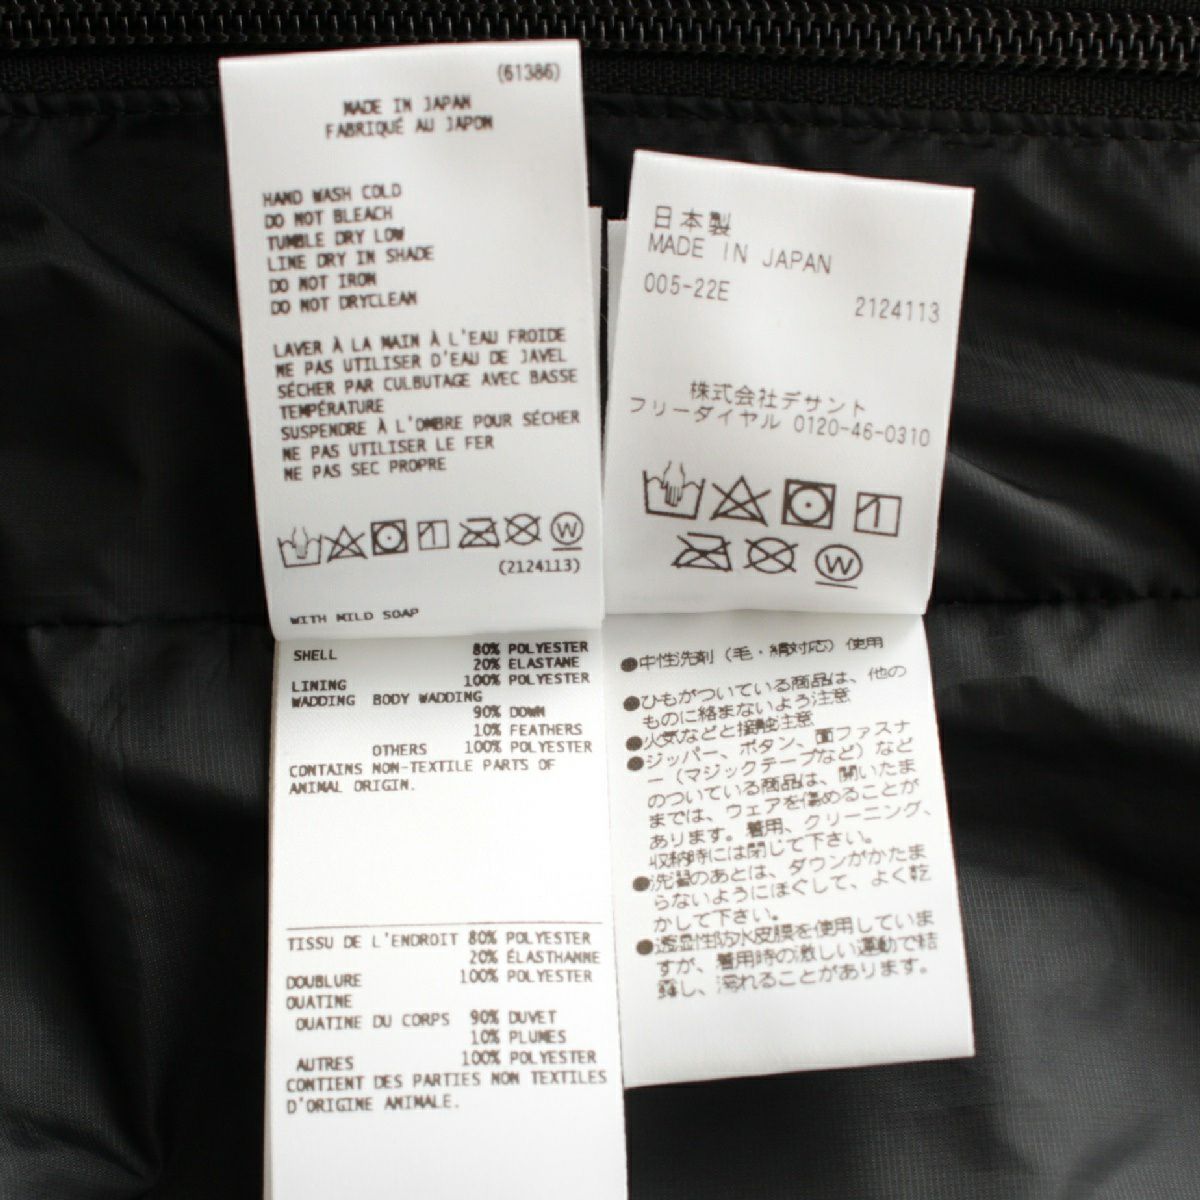 (61386)
MADE IN JAPAN
FABRIQUÉ AU JAPON
HAND WASH COLD
DO NOT BLEACH
TUMBLE DRY LOW
LINE DRY IN SHADE
DO NOT IRON
DO NOT DRYCLEAN
LAVER À LA MAIN À L'EAU FROIDE
NE PAS UTILISER D'EAU DE JAVEL
SÉCHER PAR CULBUTAGE AVEC BASSE
TEMPÉRATURE
SUSPENDRE À L'OMBRE POUR SÉCHER
NE PAS UTILISER LE FER
NE PAS SEC PROPRE
W
(2124113)
WITH MILD SOAP
SHELL 80% POLYESTER
20% ELASTANE
LINING 100% POLYESTER
WADDING BODY WADDING
90% DOWN
10% FEATHERS
OTHERS 100% POLYESTER
CONTAINS NON-TEXTILE PARTS OF
ANIMAL ORIGIN.
TISSU DE L'ENDROIT 80% POLYESTER
20% ÉLASTHANNE
DOUBLURE 100% POLYESTER
OUATINE
OUATINE DU CORPS 90% DUVET
10% PLUMES
AUTRES 100% POLYESTER
CONTIENT DES PARTIES NON TEXTILES
D'ORIGINE ANIMALE.
日本製
MADE IN JAPAN
005-22E 2124113
株式会社デサント
フリーダイヤル 0120-46-0310
W
●中性洗剤（毛・絹対応）使用
●ひもがついている商品は、他の
ものに絡まないよう注意
●火気などと接触注意
●ジッパー、ボタン、面ファスナ
ー（マジックテープなど）など
のついている商品は、開いたま
までは、ウェアを傷めることが
あります。着用、クリーニング、
収納時には閉じて下さい。
●洗濯のあとは、ダウンがかたま
らないようにほぐして、よく乾
かして下さい。
●透湿性防水皮膜を使用していま
すが、着用時の激しい運動で結
露し、濡れることがあります。